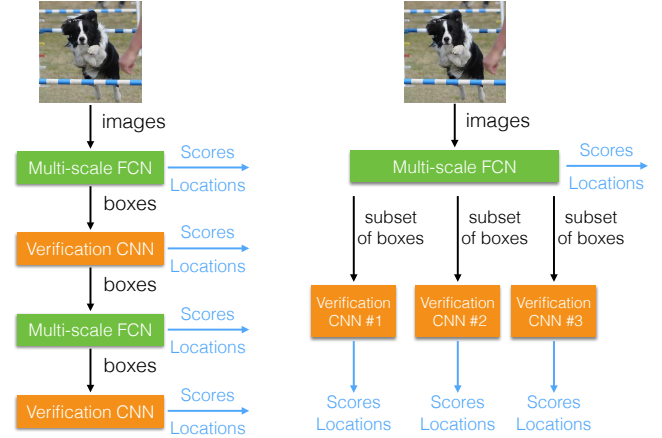 images
Multi-scale FCN
Scores
Locations
boxes
Verification CNN
Scores
Locations
boxes
Multi-scale FCN
Scores
Locations
boxes
Verification CNN
Scores
Locations
images
Multi-scale FCN
Scores
Locations
subset
of boxes
subset
of boxes
subset
of boxes
Verification
CNN #1
Verification
CNN #2
Verification
CNN #3
Scores
Locations
Scores
Locations
Scores
Locations